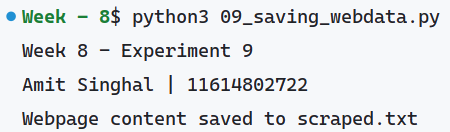 Week - 8$ python3 09_saving_webdata.py
Week 8 - Experiment 9
Amit Singhal | 11614802722
Webpage content saved to scraped.txt